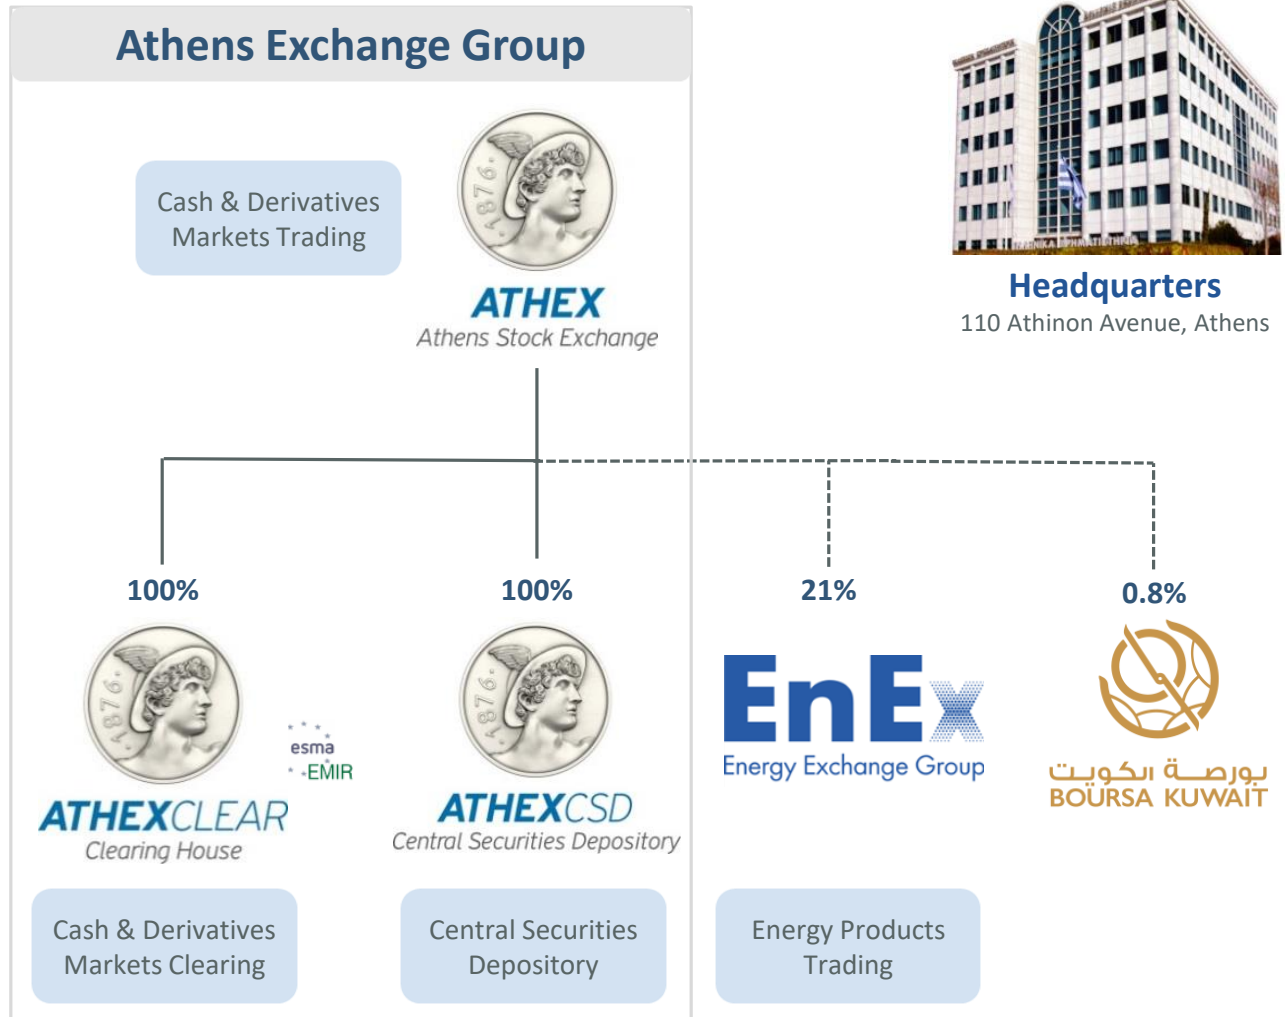 Athens Exchange Group
Cash & Derivatives
Markets Trading
1876
ATHEX
Athens Stock Exchange
Headquarters
110 Athinon Avenue, Athens
100%
100%
21%
0.8%
1876
esma
EMIR
ATHEXCLEAR
Clearing House
1876
ATHEXCSD
Central Securities Depository
EnEx
Energy Exchange Group
بورصة الكويت
BOURSA KUWAIT
Cash & Derivatives
Markets Clearing
Central Securities
Depository
Energy Products
Trading